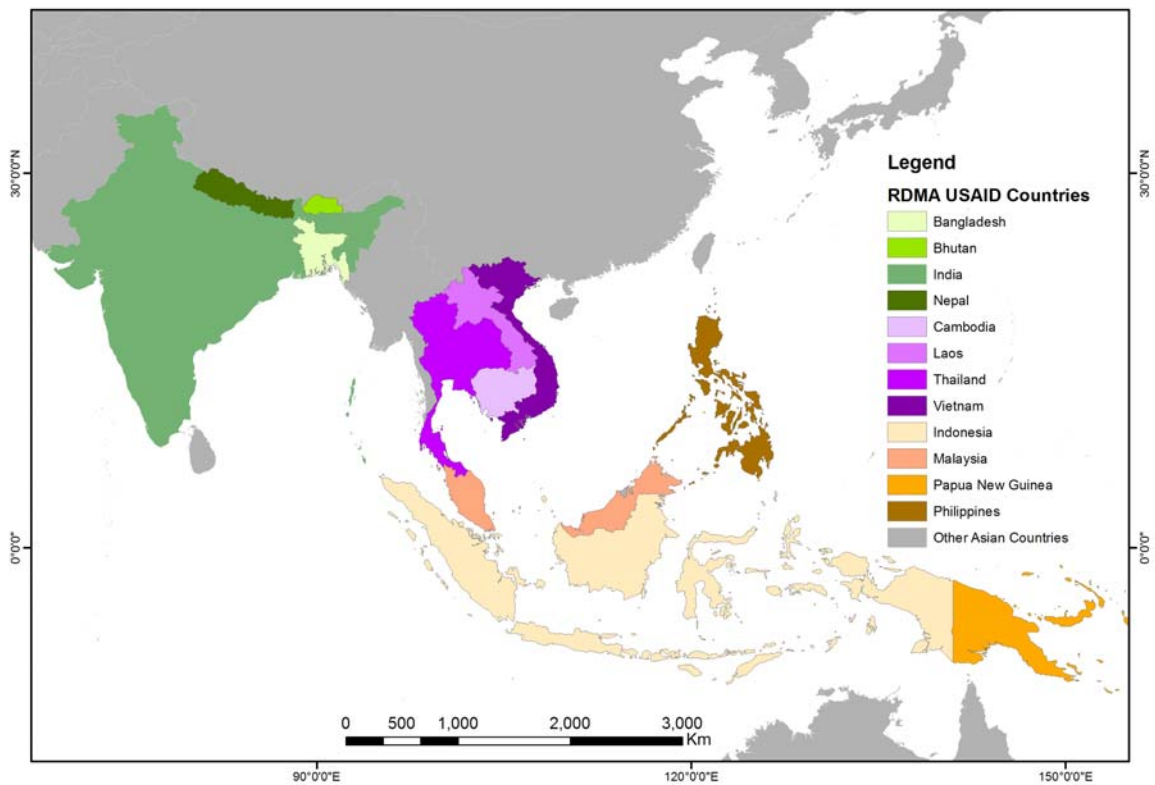 Legend
RDMA USAID Countries
Bangladesh
Bhutan
India
Nepal
Cambodia
Laos
Thailand
Vietnam
Indonesia
Malaysia
Papua New Guinea
Philippines
Other Asian Countries
30°0'0"N
30°0'0"N
0°0'0"
0°0'0"
0 500 1,000 2,000 3,000
Km
90°0'0"E 120°0'0"E 150°0'0"E